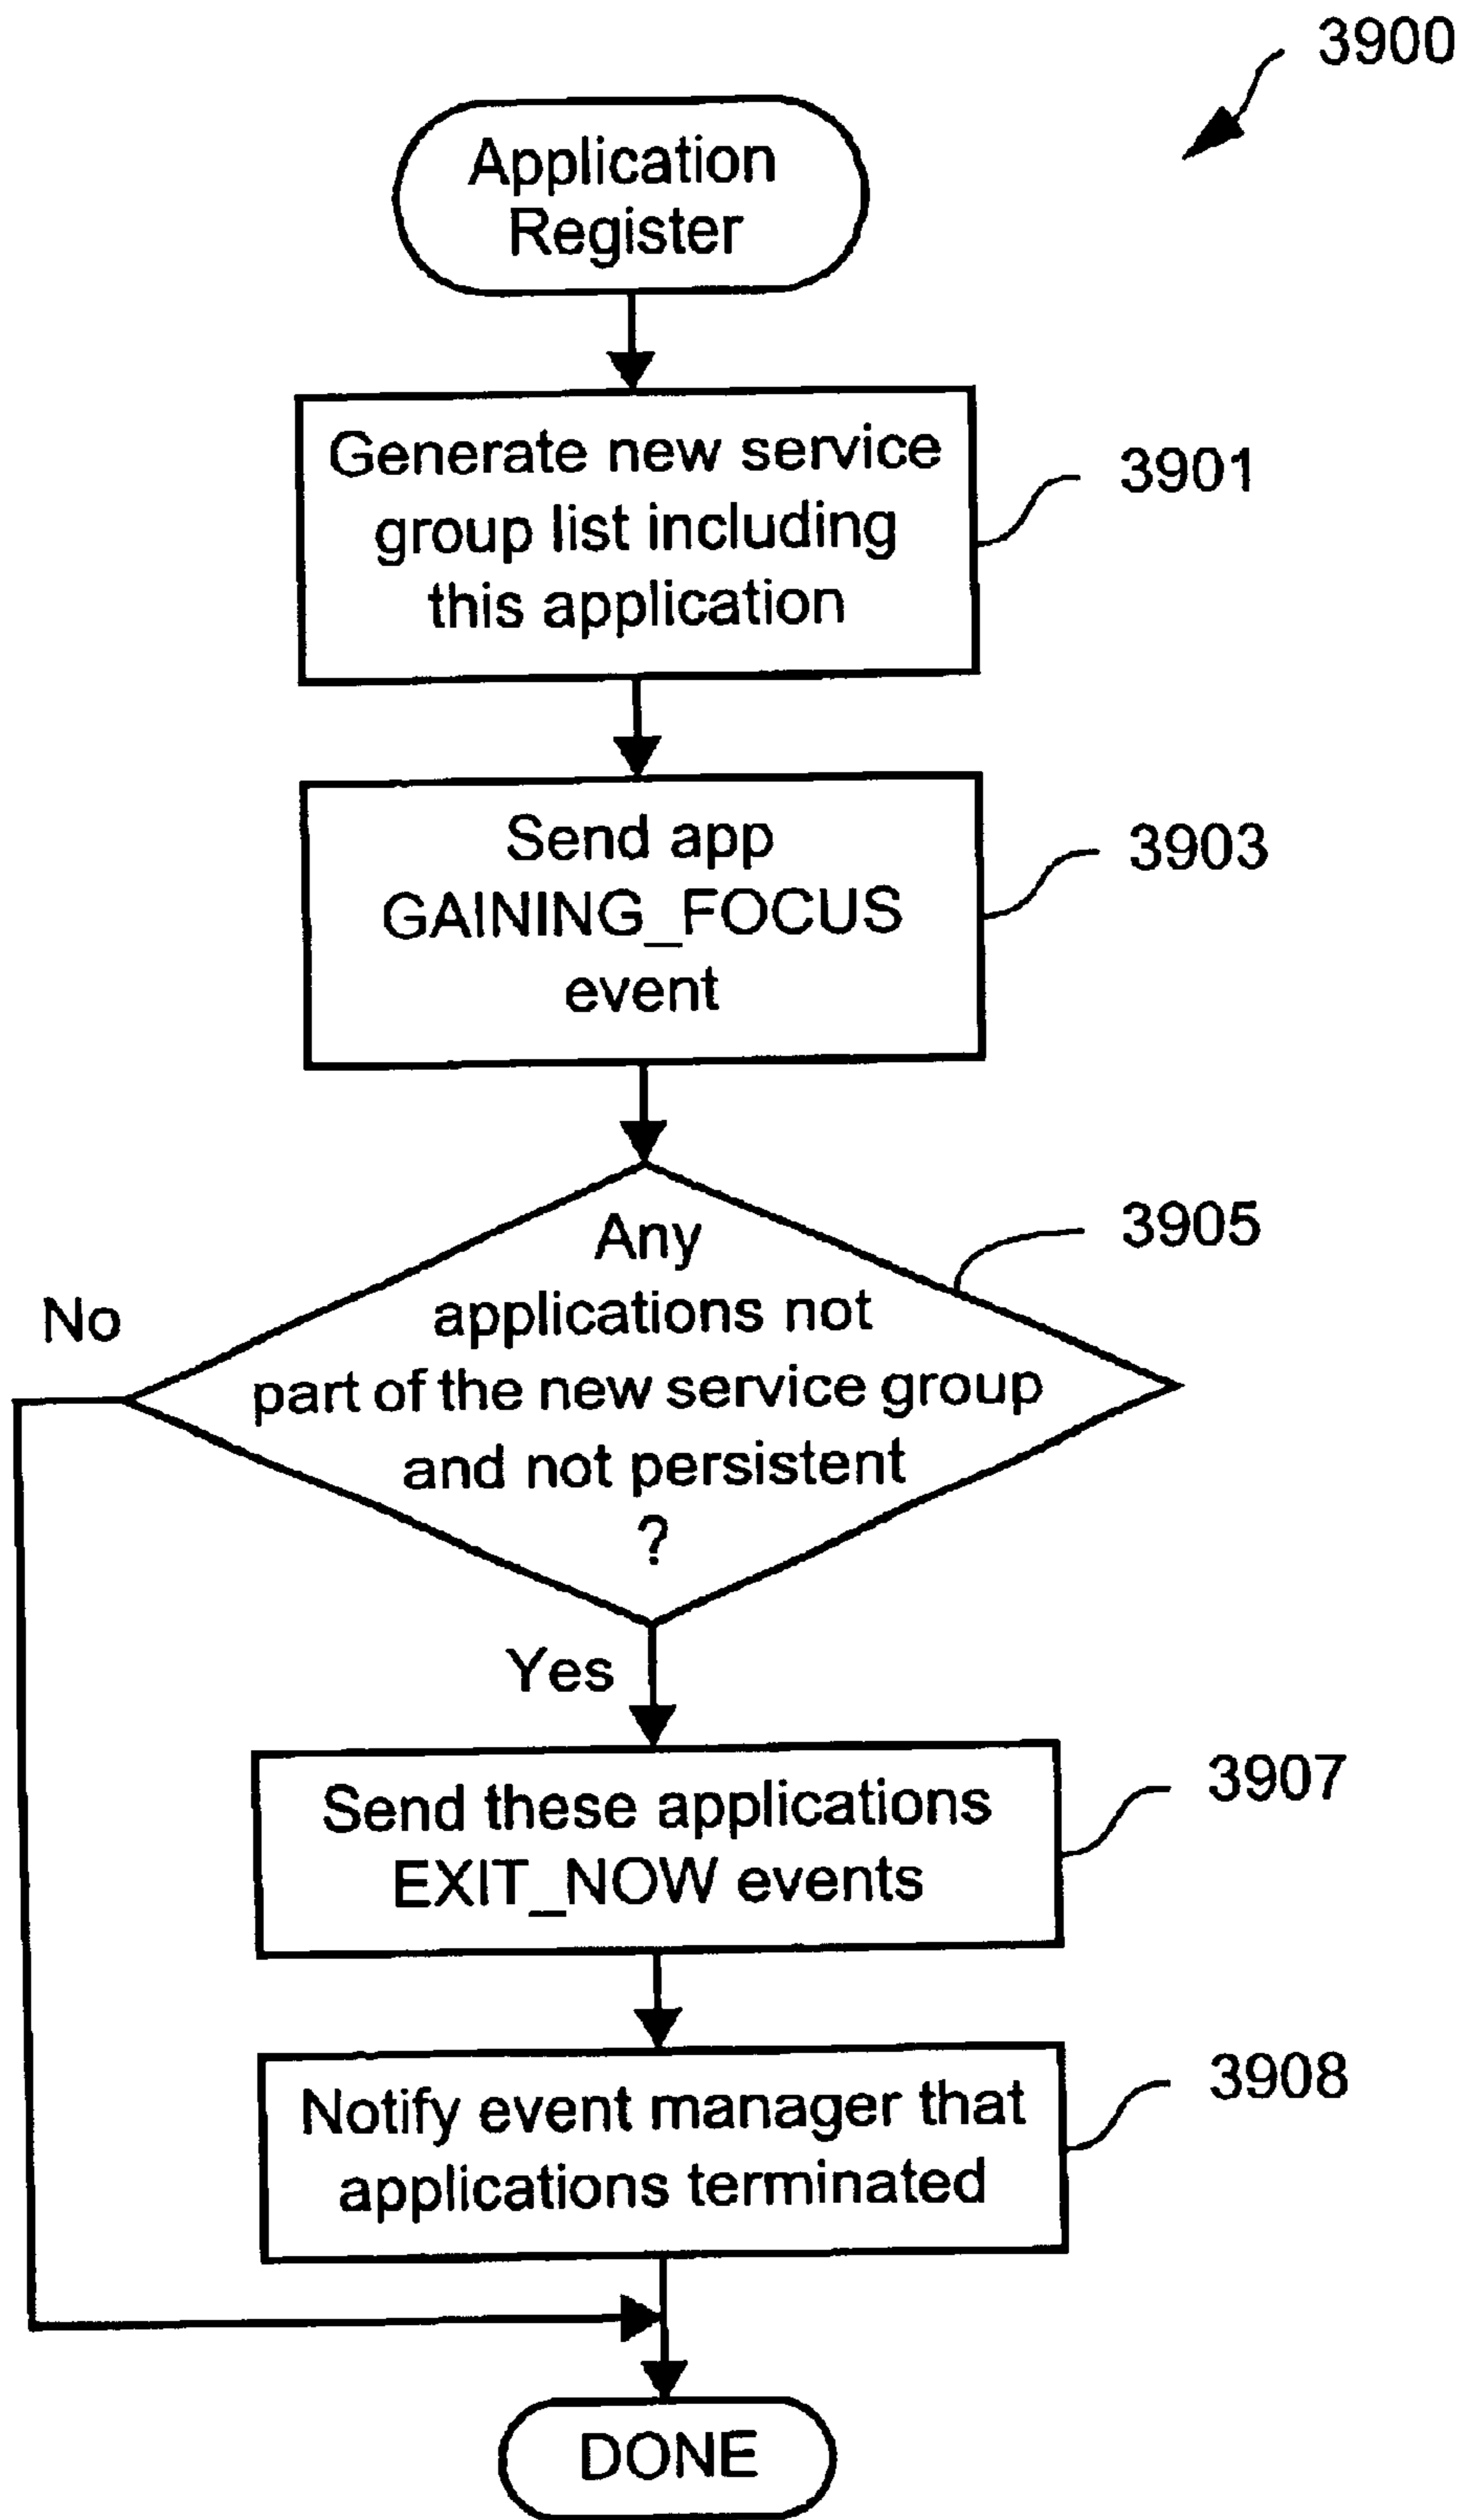 3900
Application
Register
Generate new service
group list including
this application
3901
Send app
GAINING_FOCUS
event
3903
Any
applications not
part of the new service group
and not persistent
?
3905
No
Yes
Send these applications
EXIT_NOW events
3907
Notify event manager that
applications terminated
3908
DONE